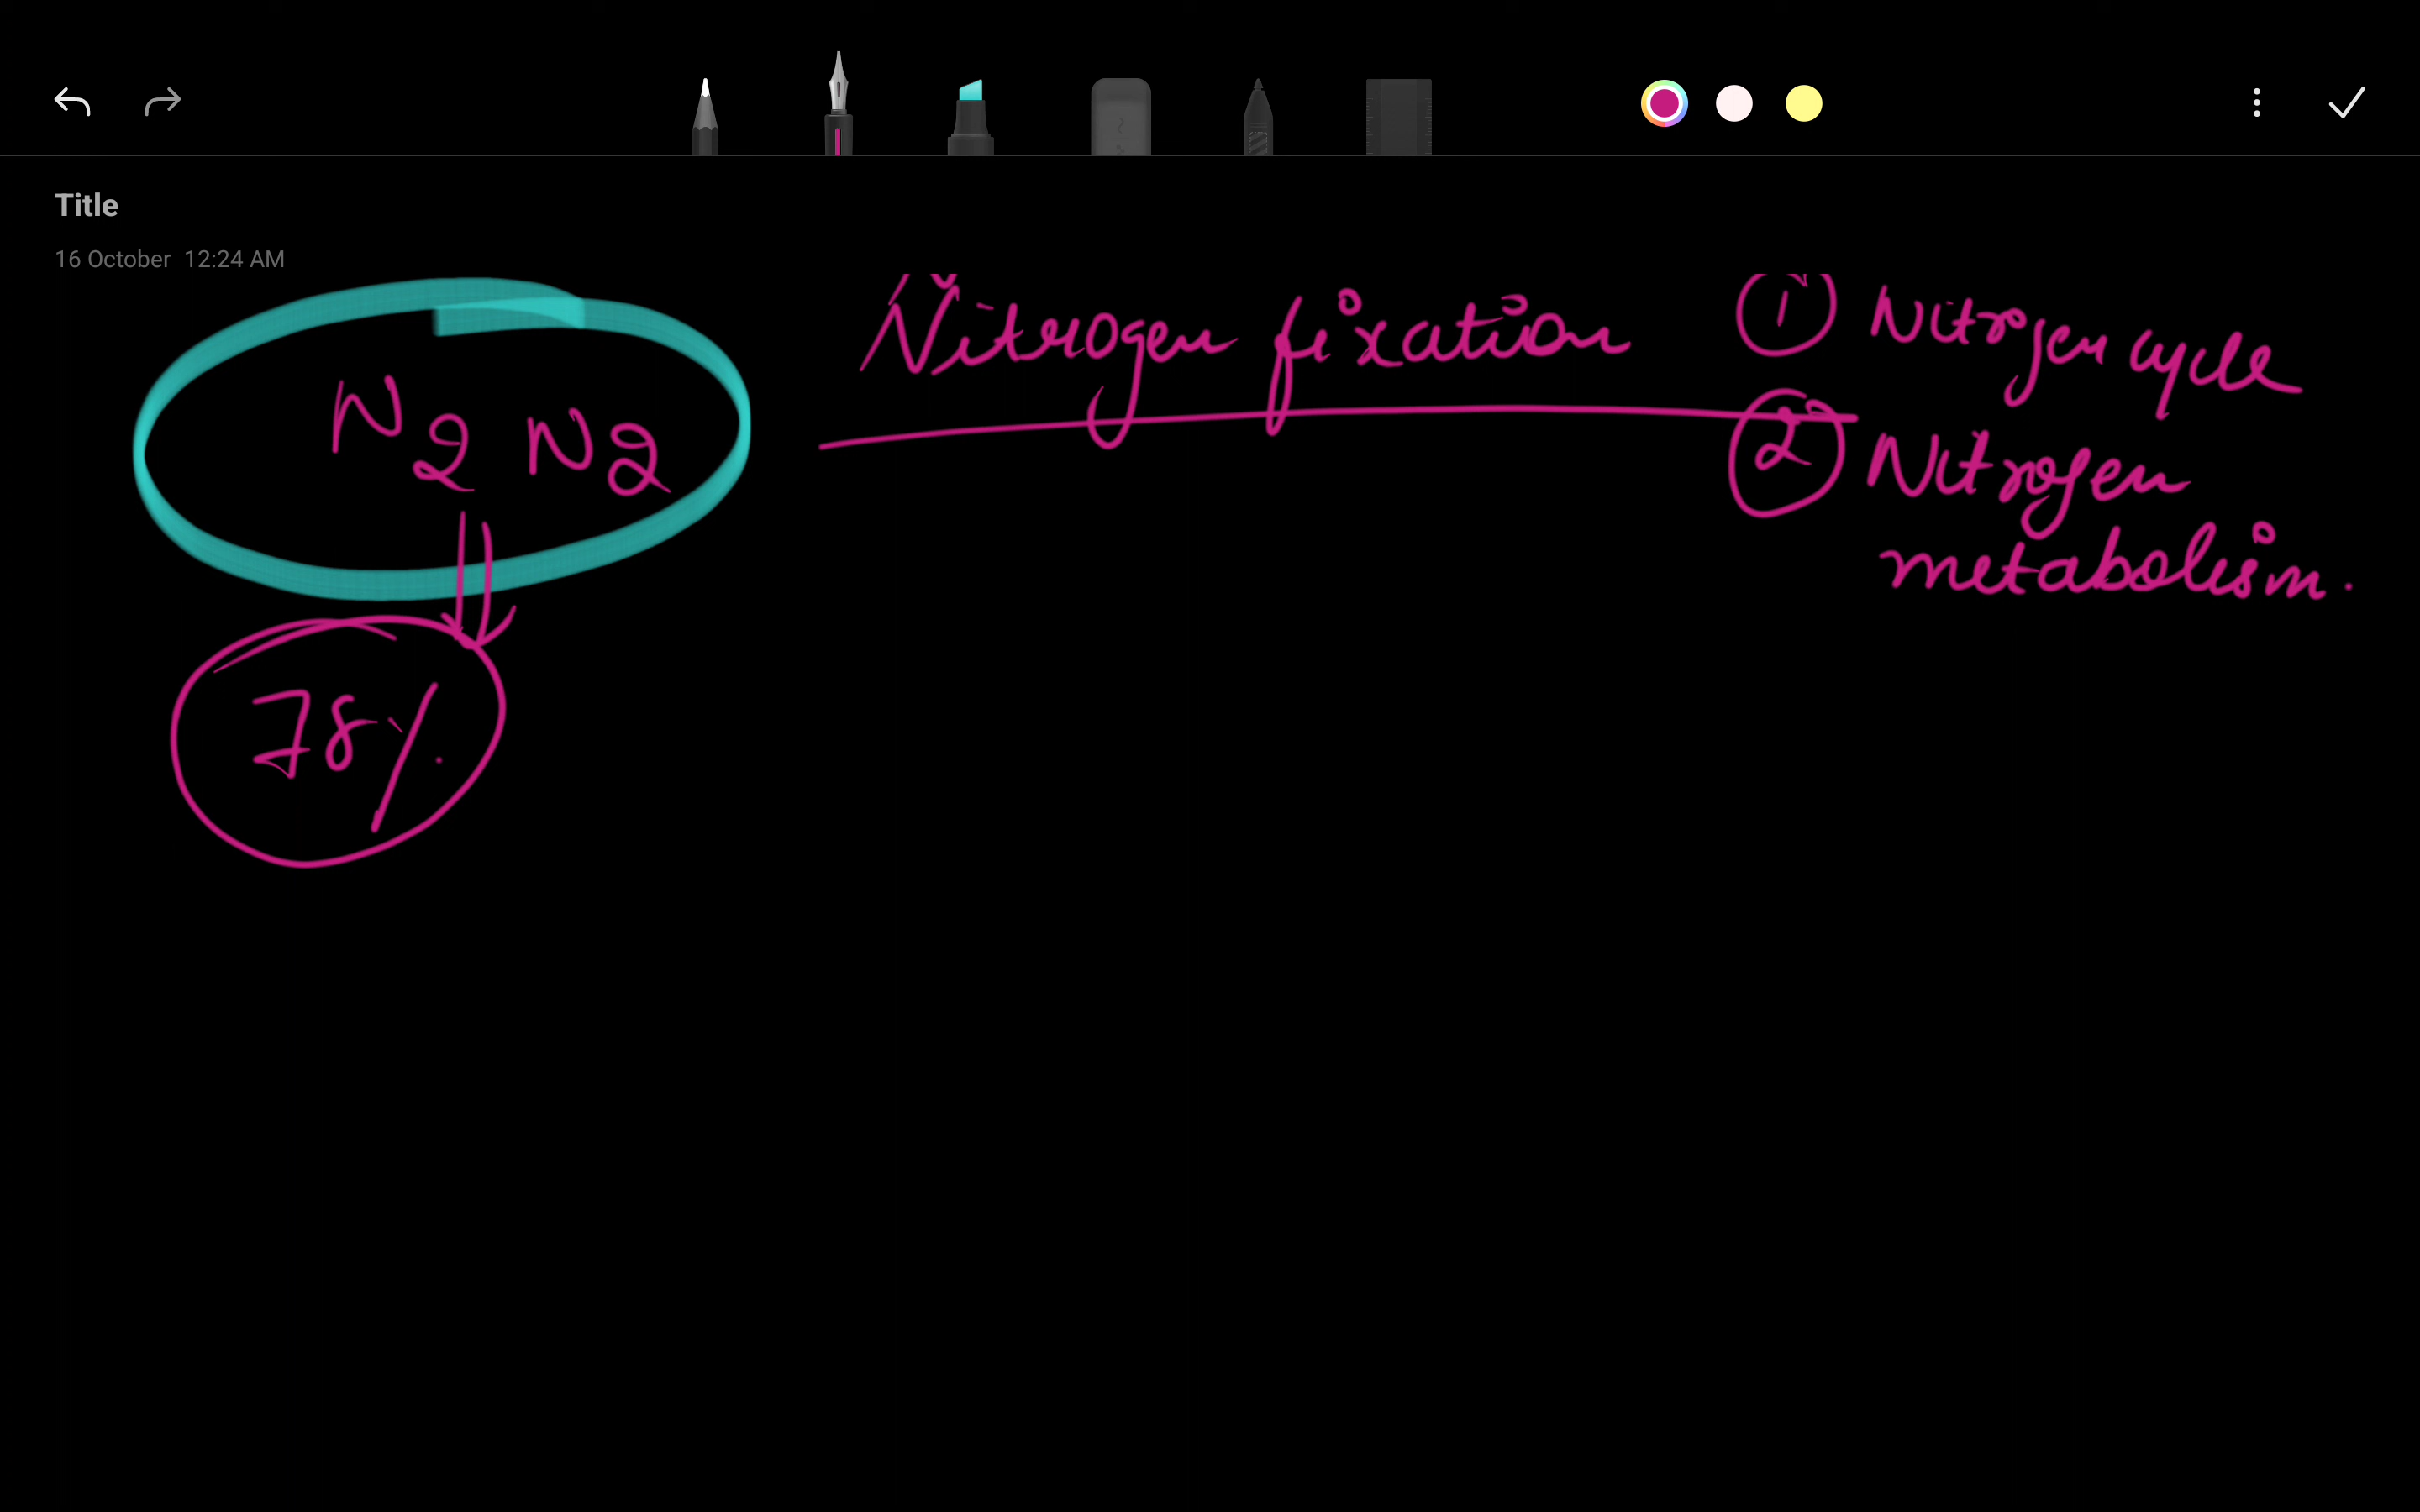 Title
16 October 12:24 AM
Nitrogen fixation
① Nitrogen cycle
② Nitrogen
metabolism.
N2 N2
78%